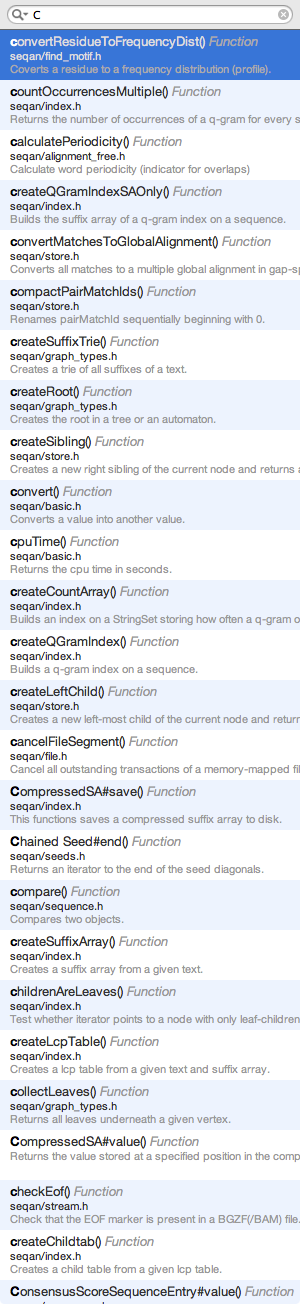 C
convertResidueToFrequencyDist() Function
seqan/find_motif.h
Coverts a residue to a frequency distribution (profile).
countOccurrencesMultiple() Function
seqan/index.h
Returns the number of occurrences of a q-gram for every s
calculatePeriodicity() Function
seqan/alignment_free.h
Calculate word periodicity (indicator for overlaps)
createQGramIndexSAOnly() Function
seqan/index.h
Builds the suffix array of a q-gram index on a sequence.
convertMatchesToGlobalAlignment() Function
seqan/store.h
Converts all matches to a multiple global alignment in gap-sp
compactPairMatchIds() Function
seqan/store.h
Renames pairMatchId sequentially beginning with 0.
createSuffixTrie() Function
seqan/graph_types.h
Creates a trie of all suffixes of a text.
createRoot() Function
seqan/graph_types.h
Creates the root in a tree or an automaton.
createSibling() Function
seqan/store.h
Creates a new right sibling of the current node and returns a
convert() Function
seqan/basic.h
Converts a value into another value.
cpuTime() Function
seqan/basic.h
Returns the cpu time in seconds.
createCountArray() Function
seqan/index.h
Builds an index on a StringSet storing how often a q-gram o
createQGramIndex() Function
seqan/index.h
Builds a q-gram index on a sequence.
createLeftChild() Function
seqan/store.h
Creates a new left-most child of the current node and return
cancelFileSegment() Function
seqan/file.h
Cancel all outstanding transactions of a memory-mapped fil
CompressedSA#save() Function
seqan/index.h
This functions saves a compressed suffix array to disk.
Chained Seed#end() Function
seqan/seeds.h
Returns an iterator to the end of the seed diagonals.
compare() Function
seqan/sequence.h
Compares two objects.
createSuffixArray() Function
seqan/index.h
Creates a suffix array from a given text.
childrenAreLeaves() Function
seqan/index.h
Test whether iterator points to a node with only leaf-children
createLcpTable() Function
seqan/index.h
Creates a lcp table from a given text and suffix array.
collectLeaves() Function
seqan/graph_types.h
Returns all leaves underneath a given vertex.
CompressedSA#value() Function
Returns the value stored at a specified position in the comp
checkEof() Function
seqan/stream.h
Check that the EOF marker is present in a BGZF(/BAM) file.
createChildtab() Function
seqan/index.h
Creates a child table from a given lcp table.
ConsensusScoreSequenceEntry#value() Function